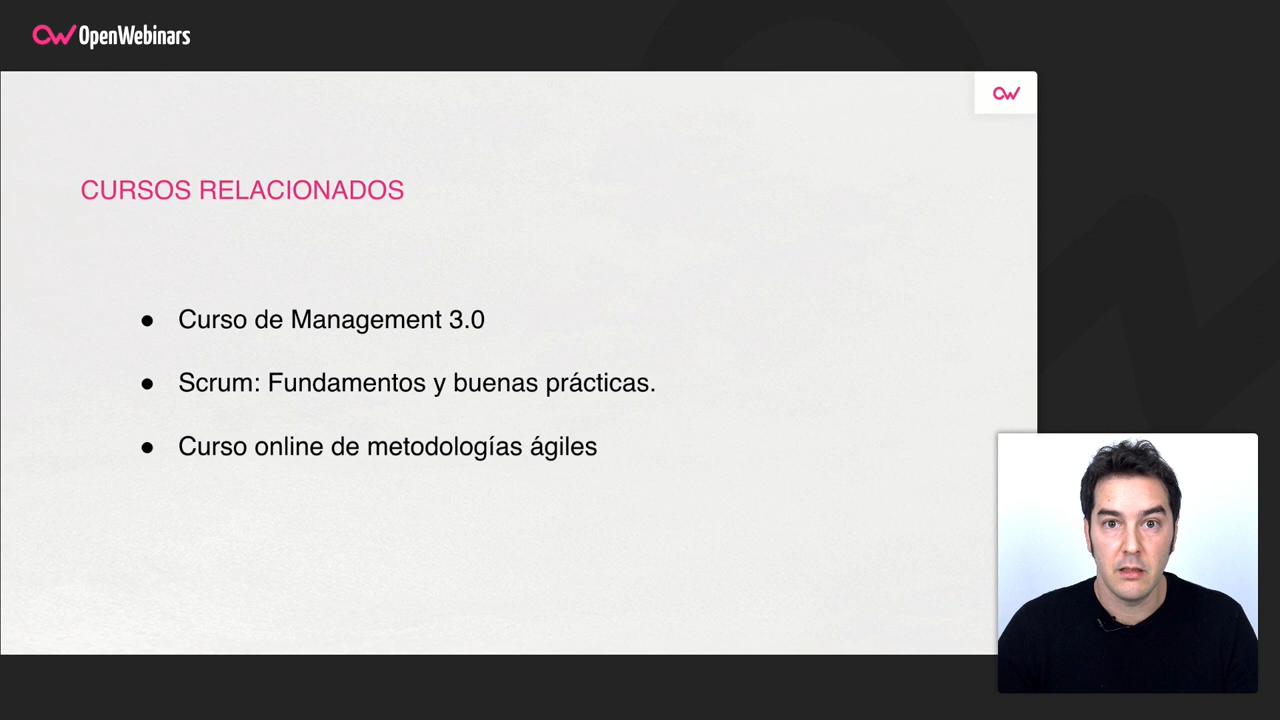 OpenWebinars
CURSOS RELACIONADOS
● Curso de Management 3.0
● Scrum: Fundamentos y buenas prácticas.
● Curso online de metodologías ágiles